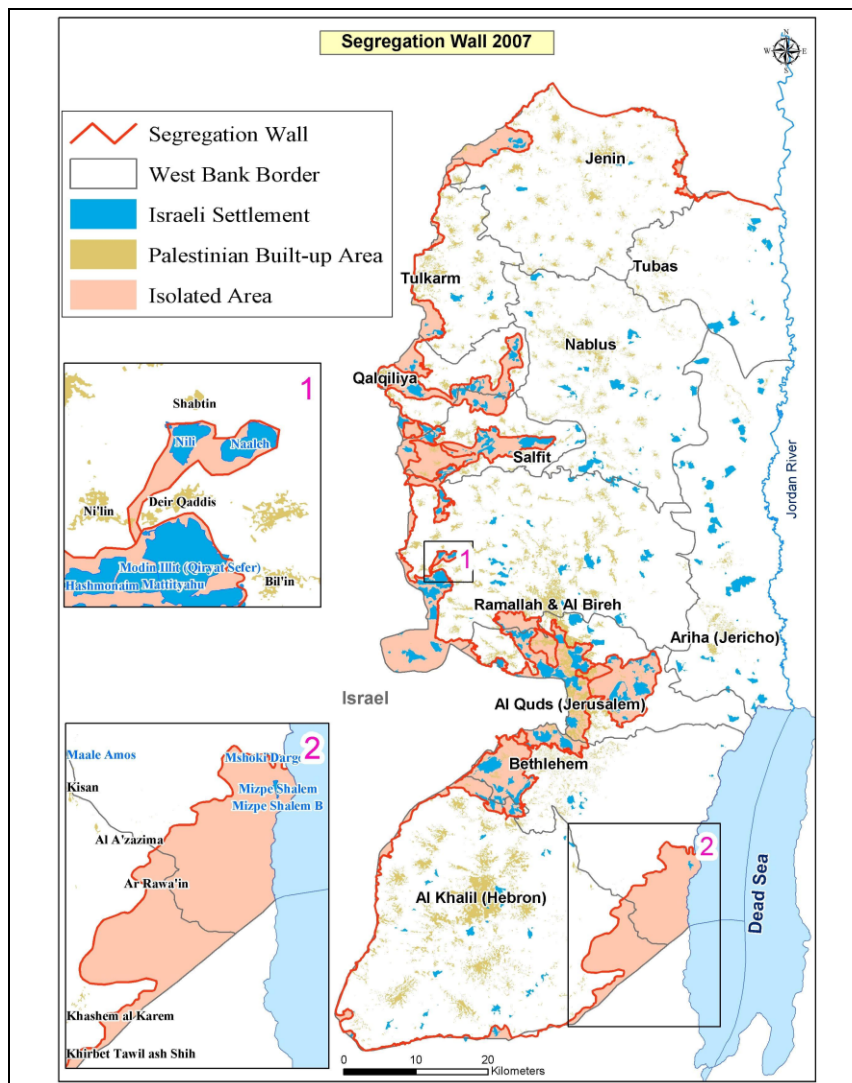 Segregation Wall 2007
N
W
E
S
Segregation Wall
West Bank Border
Israeli Settlement
Palestinian Built-up Area
Isolated Area
Jenin
Tubas
Tulkarm
Nablus
Qalqiliya
Salfit
Jordan River
1
Ramallah & Al Bireh
Ariha (Jericho)
Israel
Al Quds (Jerusalem)
Bethlehem
Al Khalil (Hebron)
2
Dead Sea
0
10
20
Kilometers
1
Shabtin
Nili
Naaleh
Deir Qaddis
Ni'lin
Modin Illit (Qiryat Sefer)
Hashmonaim
Mattityahu
Bil'in
2
Maale Amos
Mshoki Darg
Kisan
Mizpe Shalem
Mizpe Shalem B
Al A'zazima
Ar Rawa'in
Khashem al Karem
Khirbet Tawil ash Shih